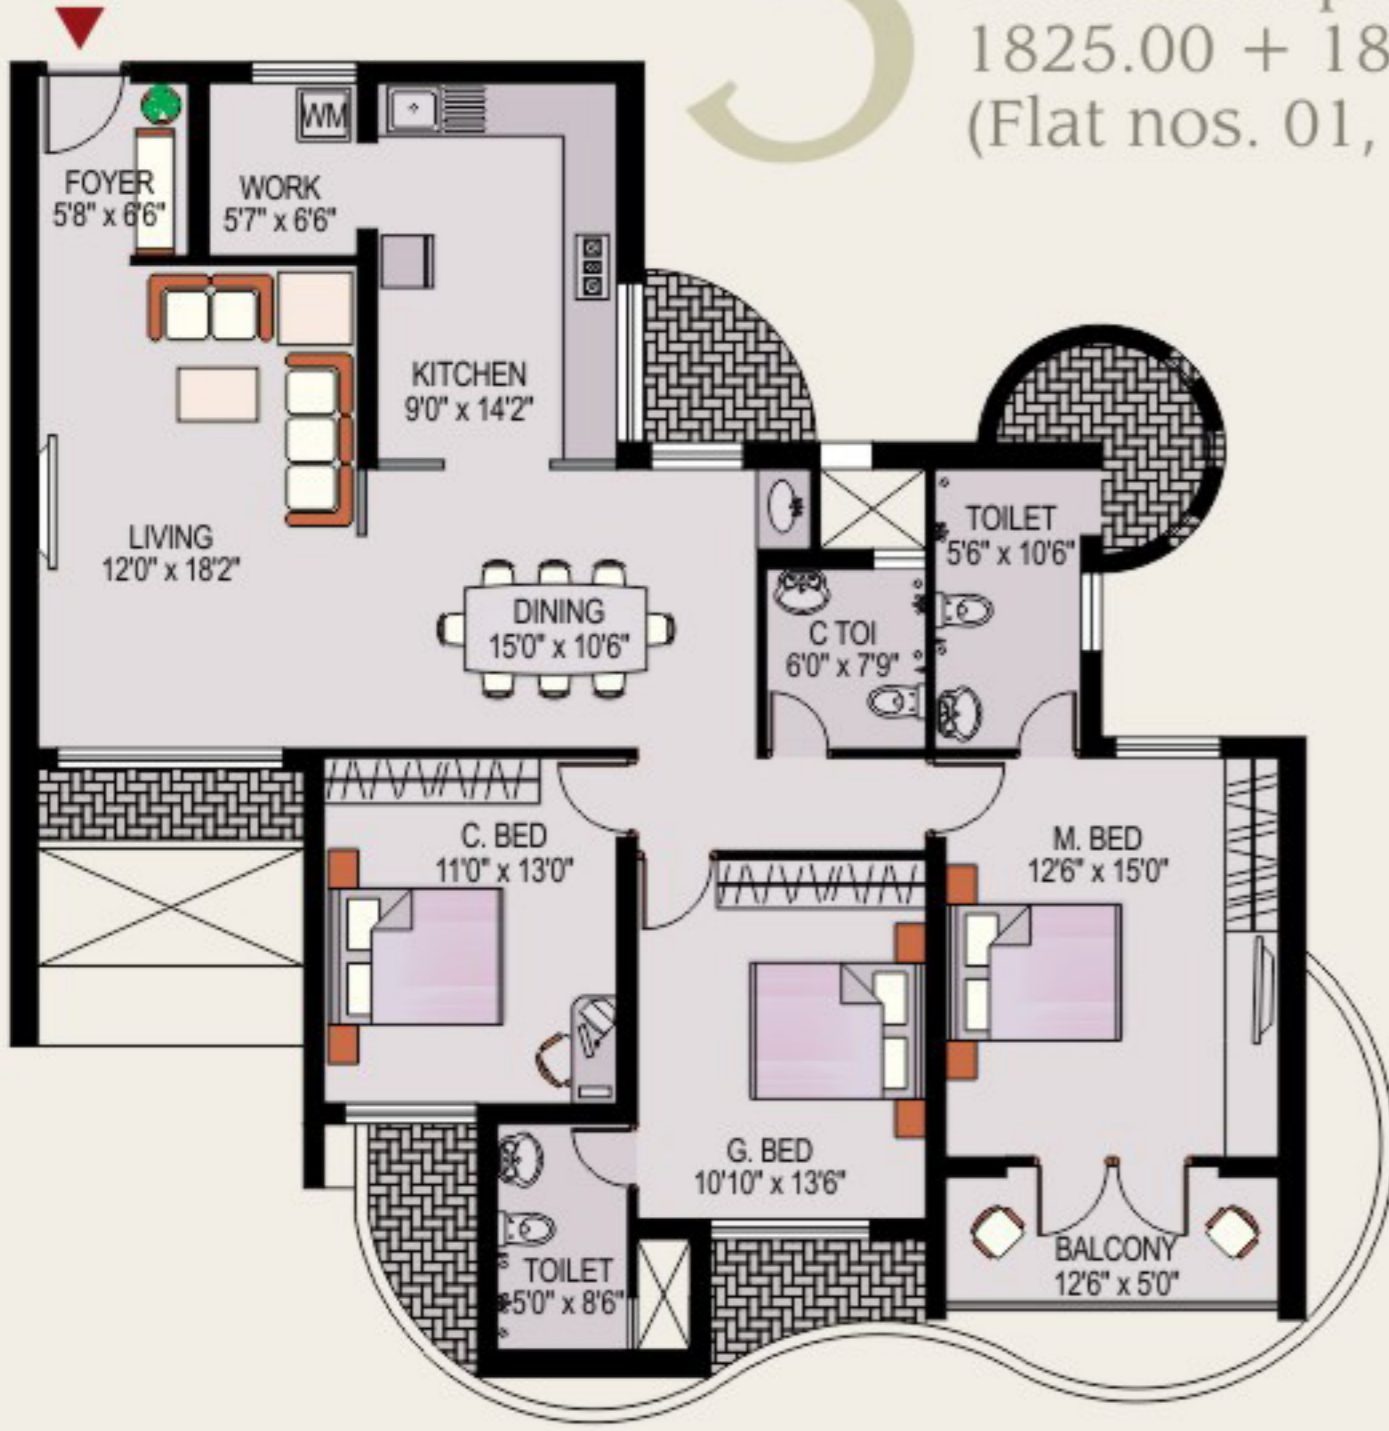 3
1825.00 + 18
(Flat nos. 01,
WM
FOYER
5'8" x 6'6"
WORK
5'7" x 6'6"
KITCHEN
9'0" x 14'2"
LIVING
12'0" x 18'2"
DINING
15'0" x 10'6"
TOILET
5'6" x 10'6"
C TOI
6'0" x 7'9"
C. BED
11'0" x 13'0"
M. BED
12'6" x 15'0"
G. BED
10'10" x 13'6"
TOILET
5'0" x 8'6"
BALCONY
12'6" x 5'0"